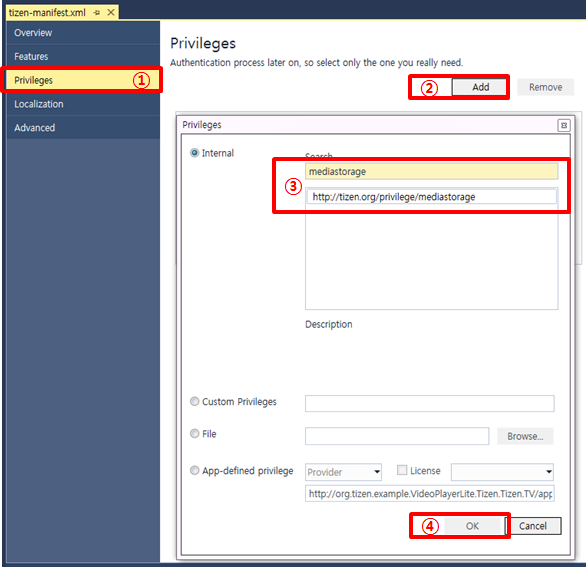 tizen-manifest.xml
Overview
Features
Privileges ①
Localization
Advanced
Privileges
Authentication process later on, so select only the one you really need.
② Add Remove
Privileges
Internal
Search
③ mediastorage
http://tizen.org/privilege/mediastorage
Description
Custom Privileges
File Browse...
App-defined privilege Provider License
http://org.tizen.example.VideoPlayerLite.Tizen.Tizen.TV/app
④ OK Cancel